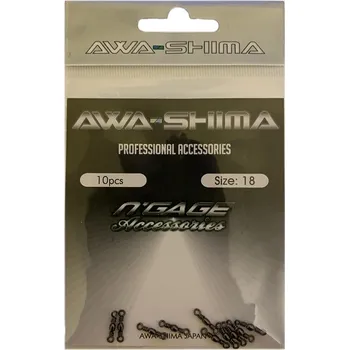 AWA-SHIMA
AWA-SHIMA
PROFESSIONAL ACCESSORIES
10pcs Size: 18
N'GAGE
Accessories
AWA-SHIMA JAPAN